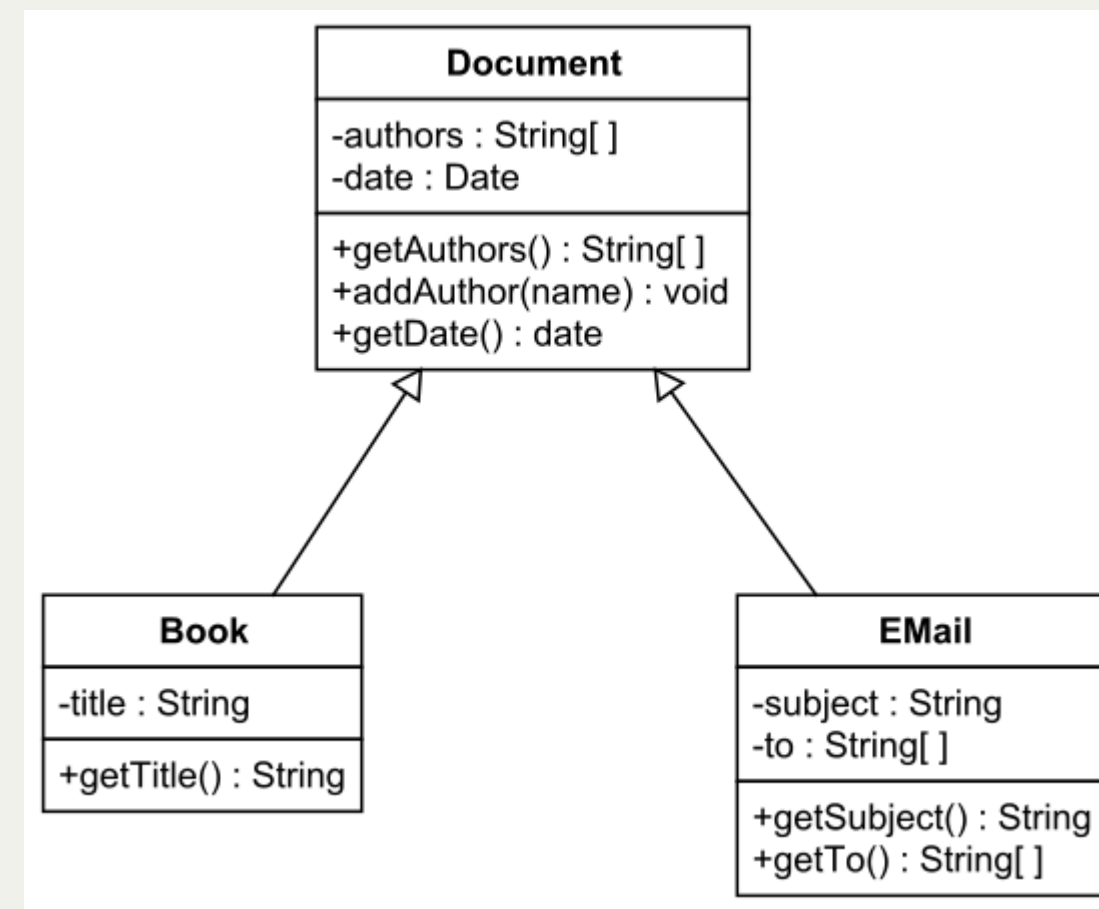 Document
-authors : String[ ]
-date : Date
+getAuthors() : String[ ]
+addAuthor(name) : void
+getDate() : date
Book
-title : String
+getTitle() : String
EMail
-subject : String
-to : String[ ]
+getSubject() : String
+getTo() : String[ ]